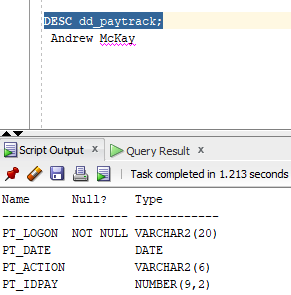 DESC dd_paytrack;
Andrew McKay
Script Output x Query Result x
Task completed in 1.213 seconds
Name Null? Type
--------- -------- ------------
PT_LOGON NOT NULL VARCHAR2(20)
PT_DATE DATE
PT_ACTION VARCHAR2(6)
PT_IDPAY NUMBER(9,2)